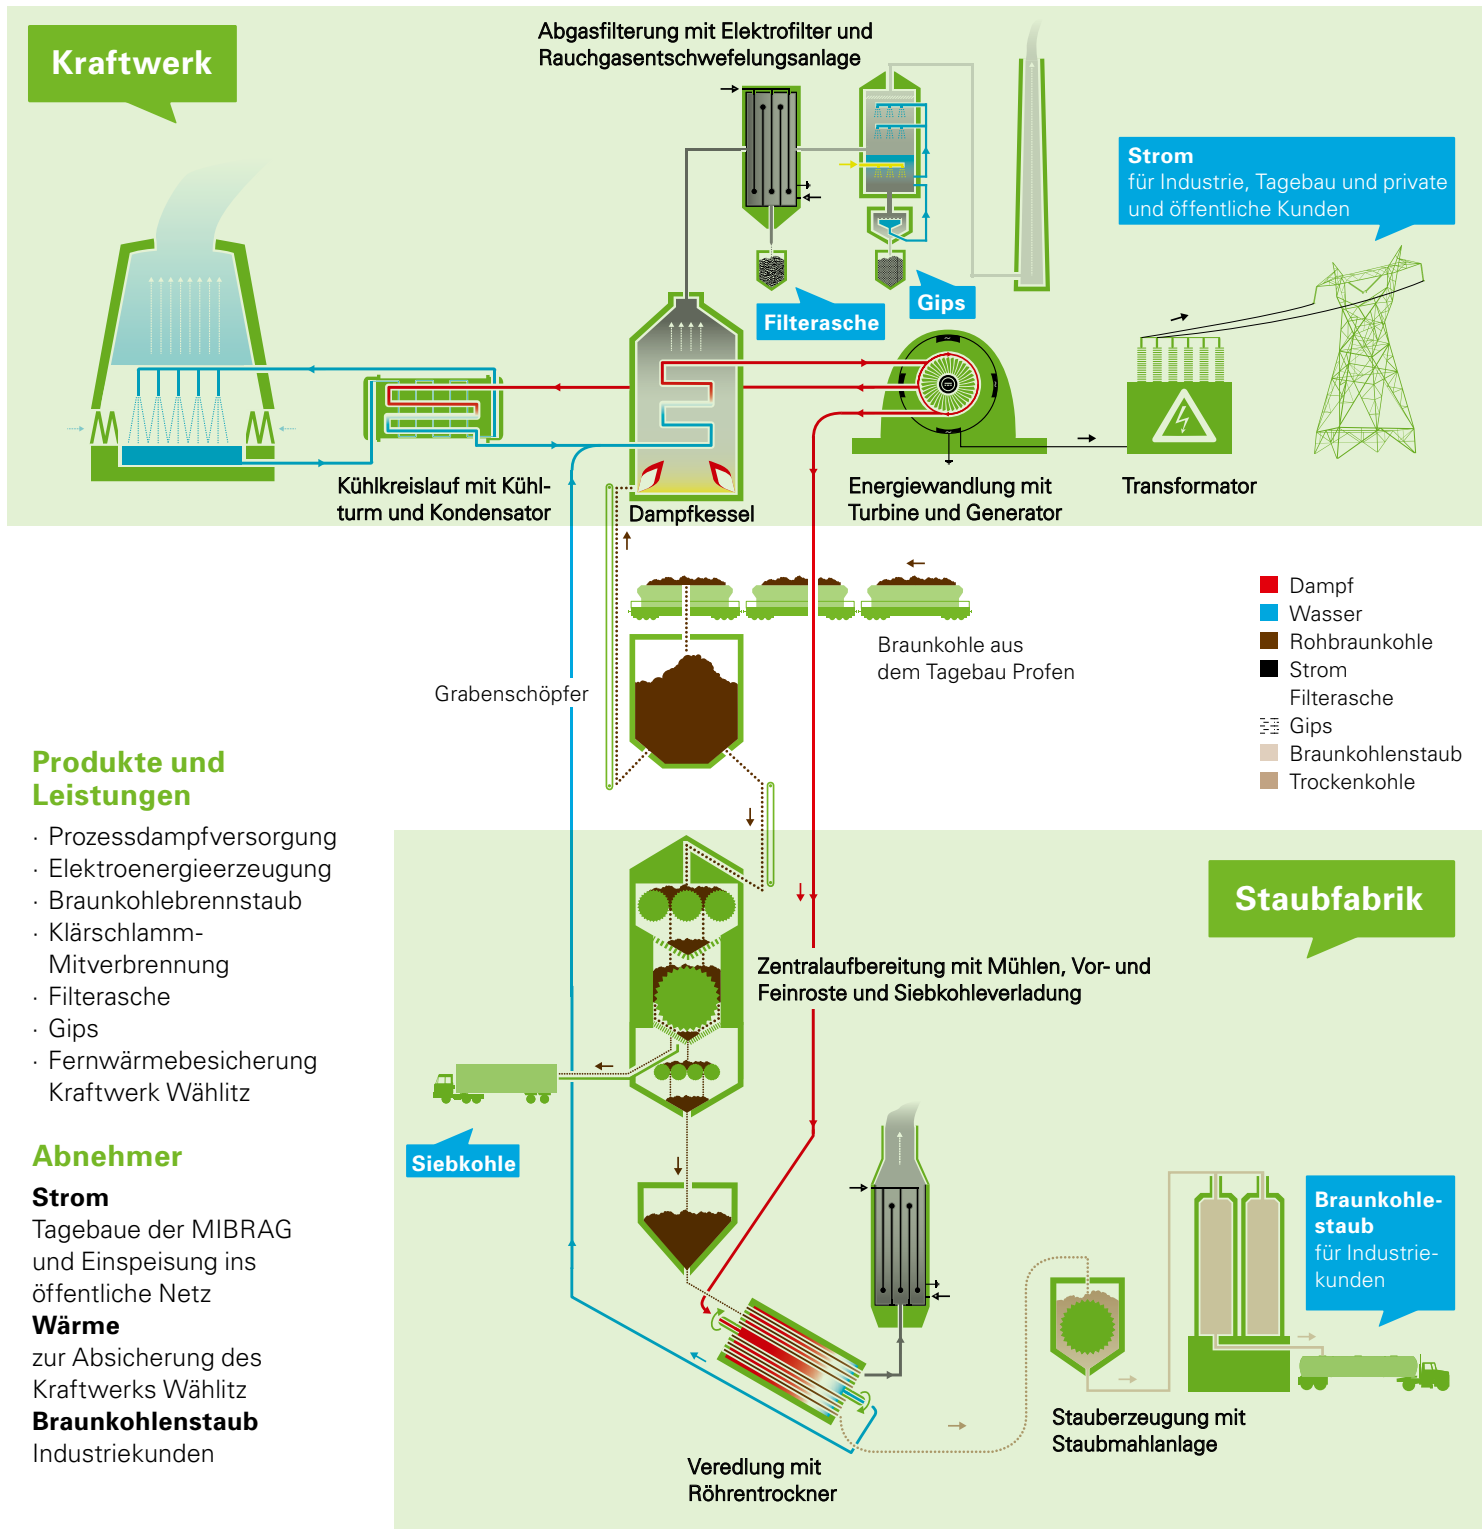 Kraftwerk
Abgasfilterung mit Elektrofilter und
Rauchgasentschwefelungsanlage
Strom
für Industrie, Tagebau und private
und öffentliche Kunden
Filterasche
Gips
Kühlkreislauf mit Kühl-
turm und Kondensator
Dampfkessel
Energiewandlung mit
Turbine und Generator
Transformator
Braunkohle aus
dem Tagebau Profen
Grabenschöpfer
Dampf
Wasser
Rohbraunkohle
Strom
Filterasche
Gips
Braunkohlenstaub
Trockenkohle
Produkte und
Leistungen
· Prozessdampfversorgung
· Elektroenergieerzeugung
· Braunkohlebrennstaub
· Klärschlamm-
Mitverbrennung
· Filterasche
· Gips
· Fernwärmebesicherung
Kraftwerk Wählitz
Abnehmer
Strom
Tagebaue der MIBRAG
und Einspeisung ins
öffentliche Netz
Wärme
zur Absicherung des
Kraftwerks Wählitz
Braunkohlenstaub
Industriekunden
Staubfabrik
Zentralaufbereitung mit Mühlen, Vor- und
Feinroste und Siebkohleverladung
Siebkohle
Braunkohle-
staub
für Industrie-
kunden
Stauberzeugung mit
Staubmahlanlage
Veredlung mit
Röhrentrockner